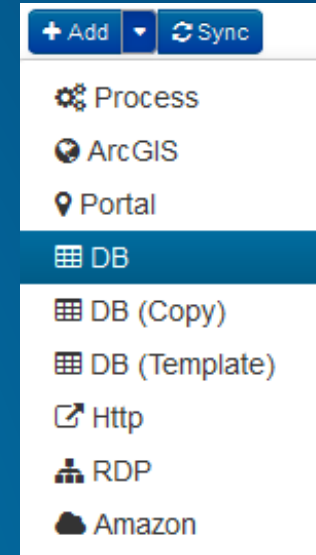 Add Sync
Process
ArcGIS
Portal
DB
DB (Copy)
DB (Template)
Http
RDP
Amazon